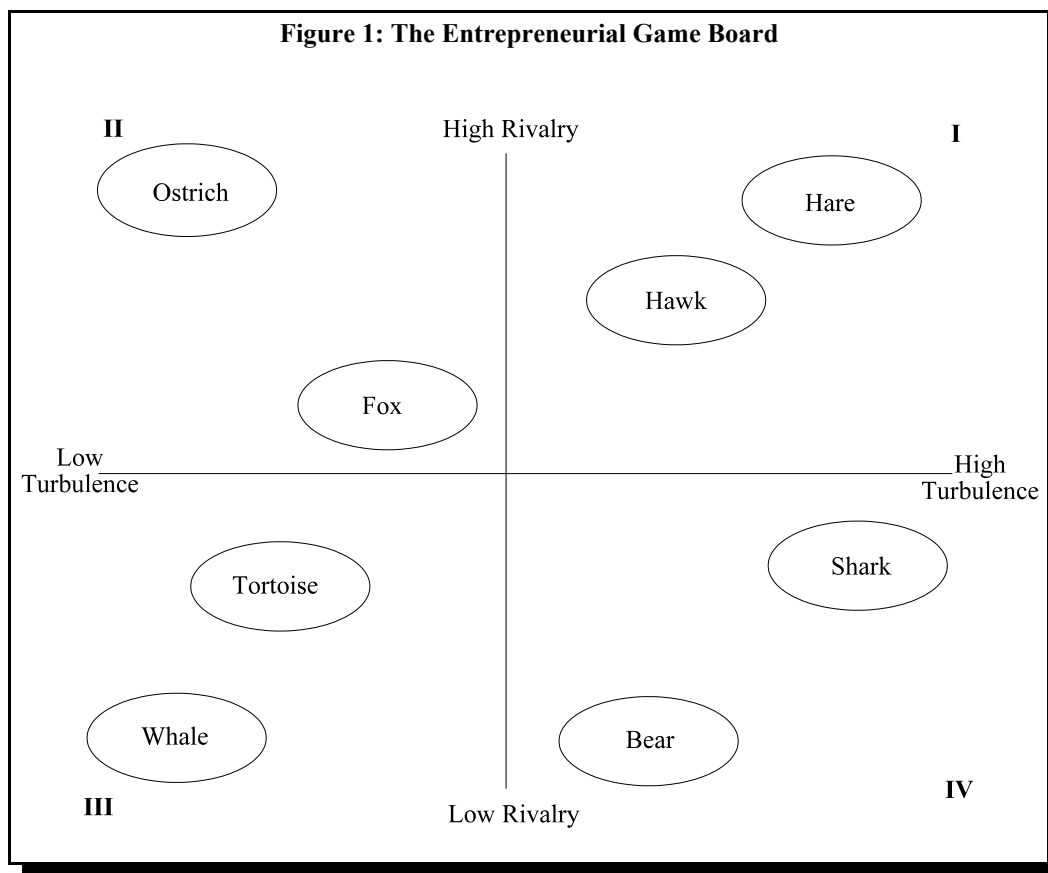 Figure 1: The Entrepreneurial Game Board
II
High Rivalry
I
Ostrich
Hare
Hawk
Fox
Low
Turbulence
High
Turbulence
Shark
Tortoise
Whale
Bear
III
Low Rivalry
IV